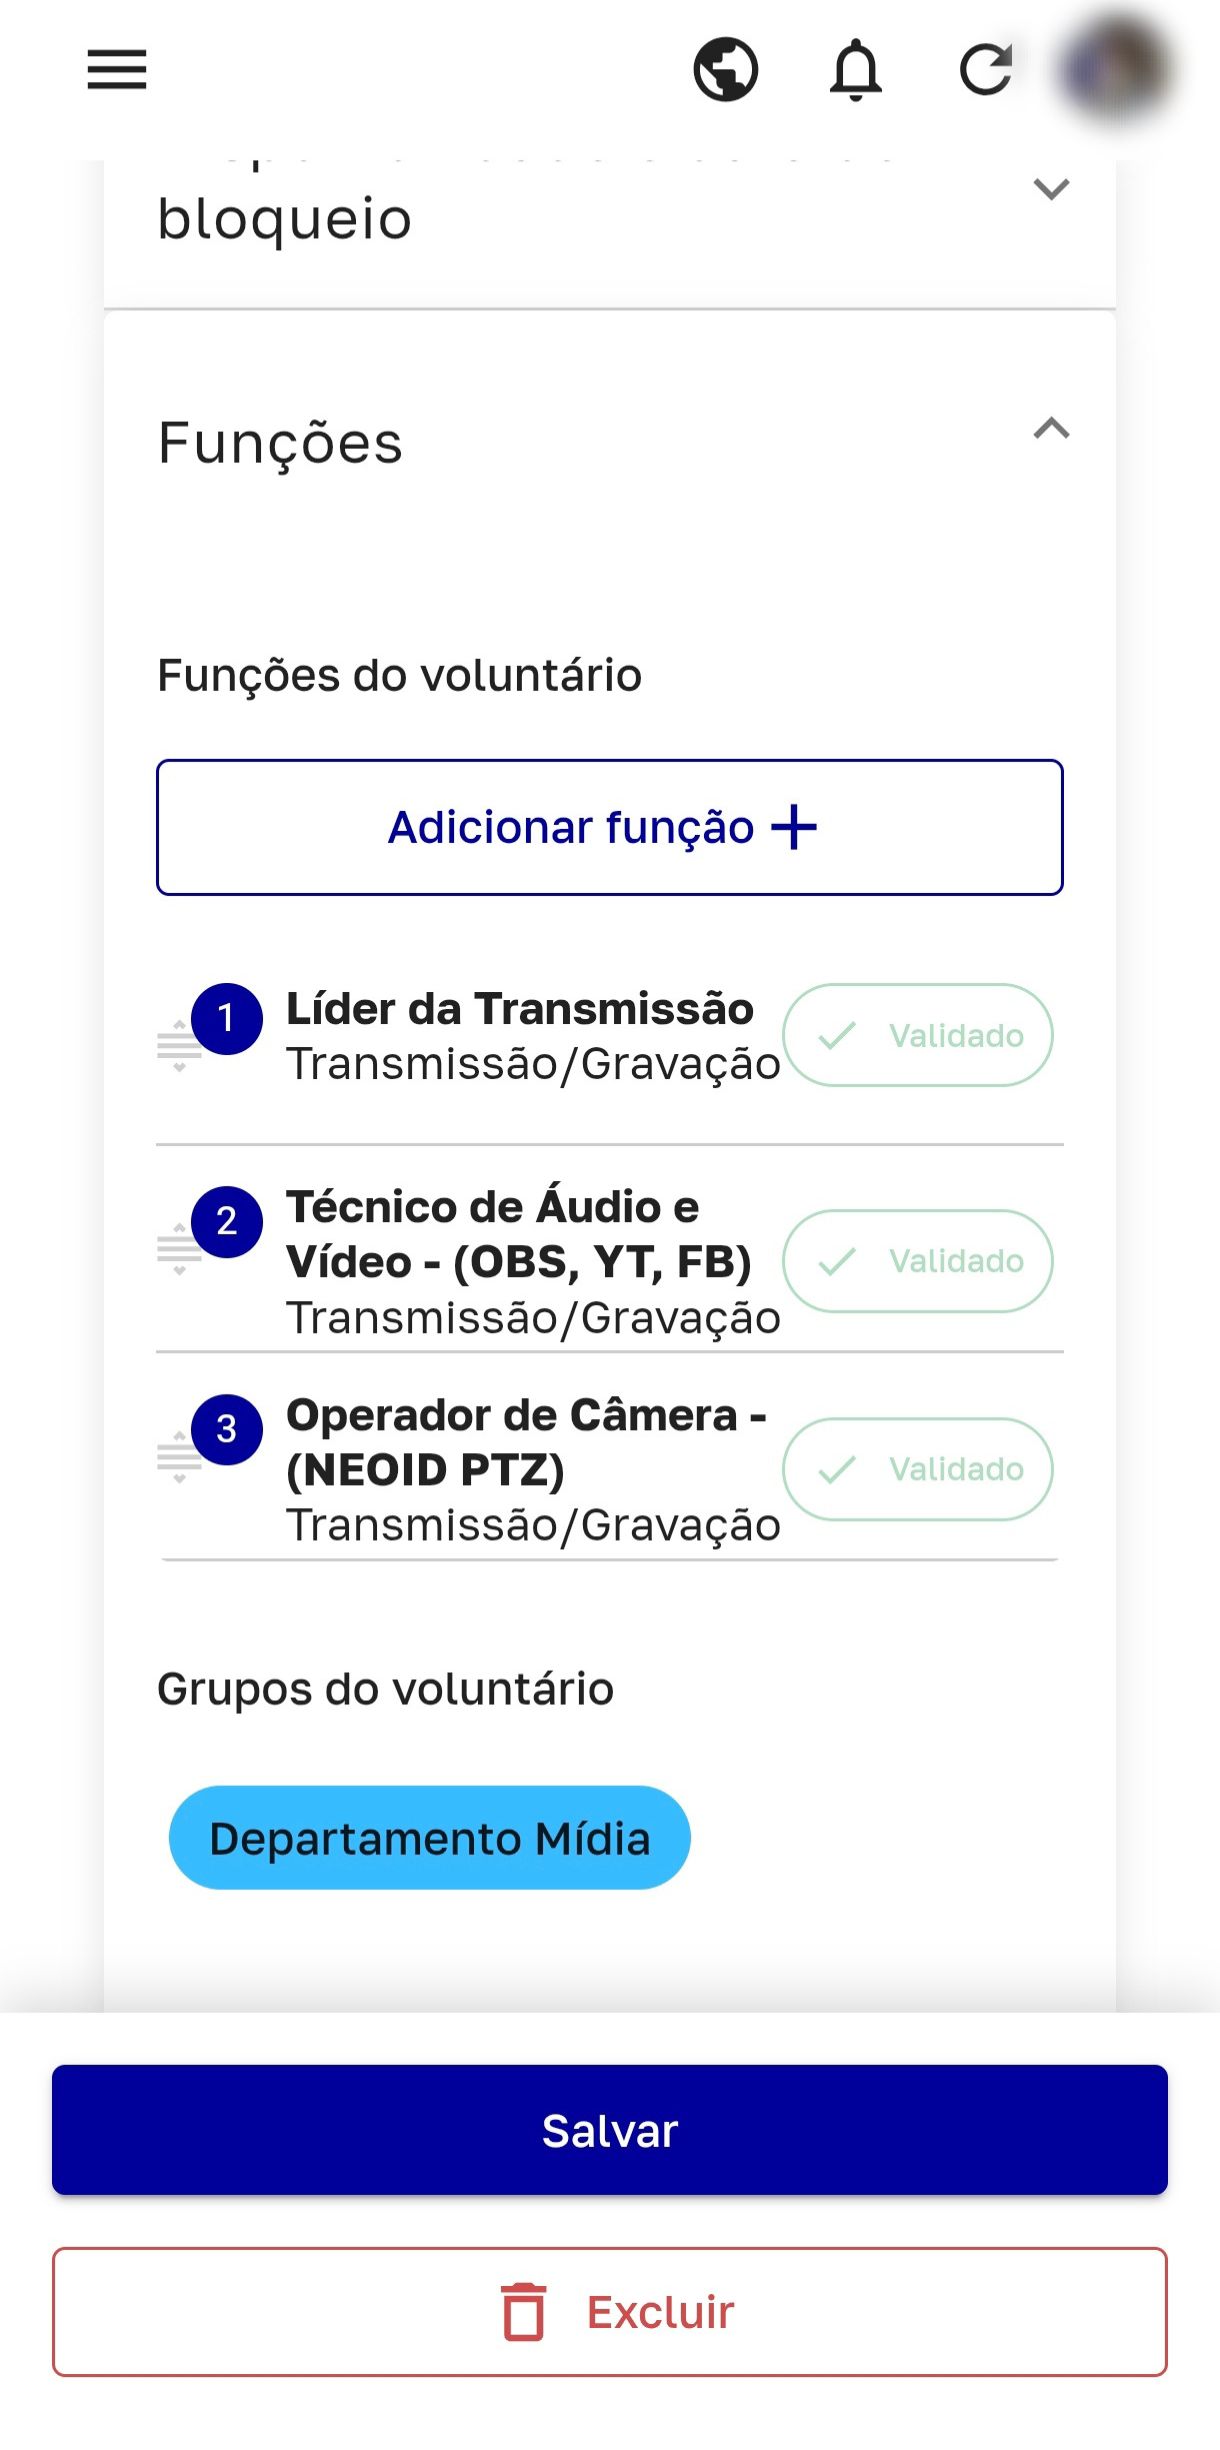 bloqueio
Funções
Funções do voluntário
Adicionar função
1
Líder da Transmissão
Transmissão/Gravação
Validado
2
Técnico de Áudio e
Vídeo - (OBS, YT, FB)
Transmissão/Gravação
Validado
3
Operador de Câmera -
(NEOID PTZ)
Transmissão/Gravação
Validado
Grupos do voluntário
Departamento Mídia
Salvar
Excluir